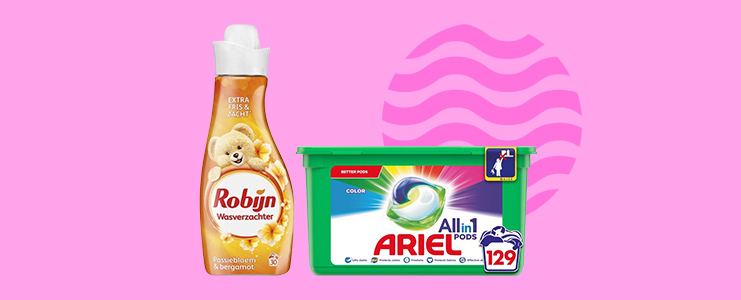 EXTRA
FRIS &
ZACHT
Robijn
Wasverzachter
Passiebloem
& bergamot
30
BETTER PODS
COLOR
All in 1
PODS
ARIEL
129